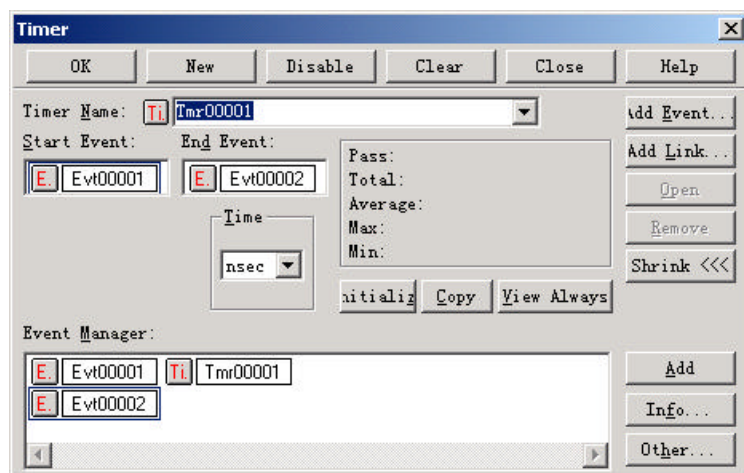 Timer
OK New Disable Clear Close Help
Timer Name: Ti. Tmr00001
Add Event...
Start Event: End Event:
E. Evt00001 E. Evt00002
Pass:
Total:
Average:
Max:
Min:
Add Link...
Open
Remove
Shrink <<<
Time
nsec
nitializ Copy View Always
Event Manager:
E. Evt00001 Ti. Tmr00001
E. Evt00002
Add
Info...
Other...